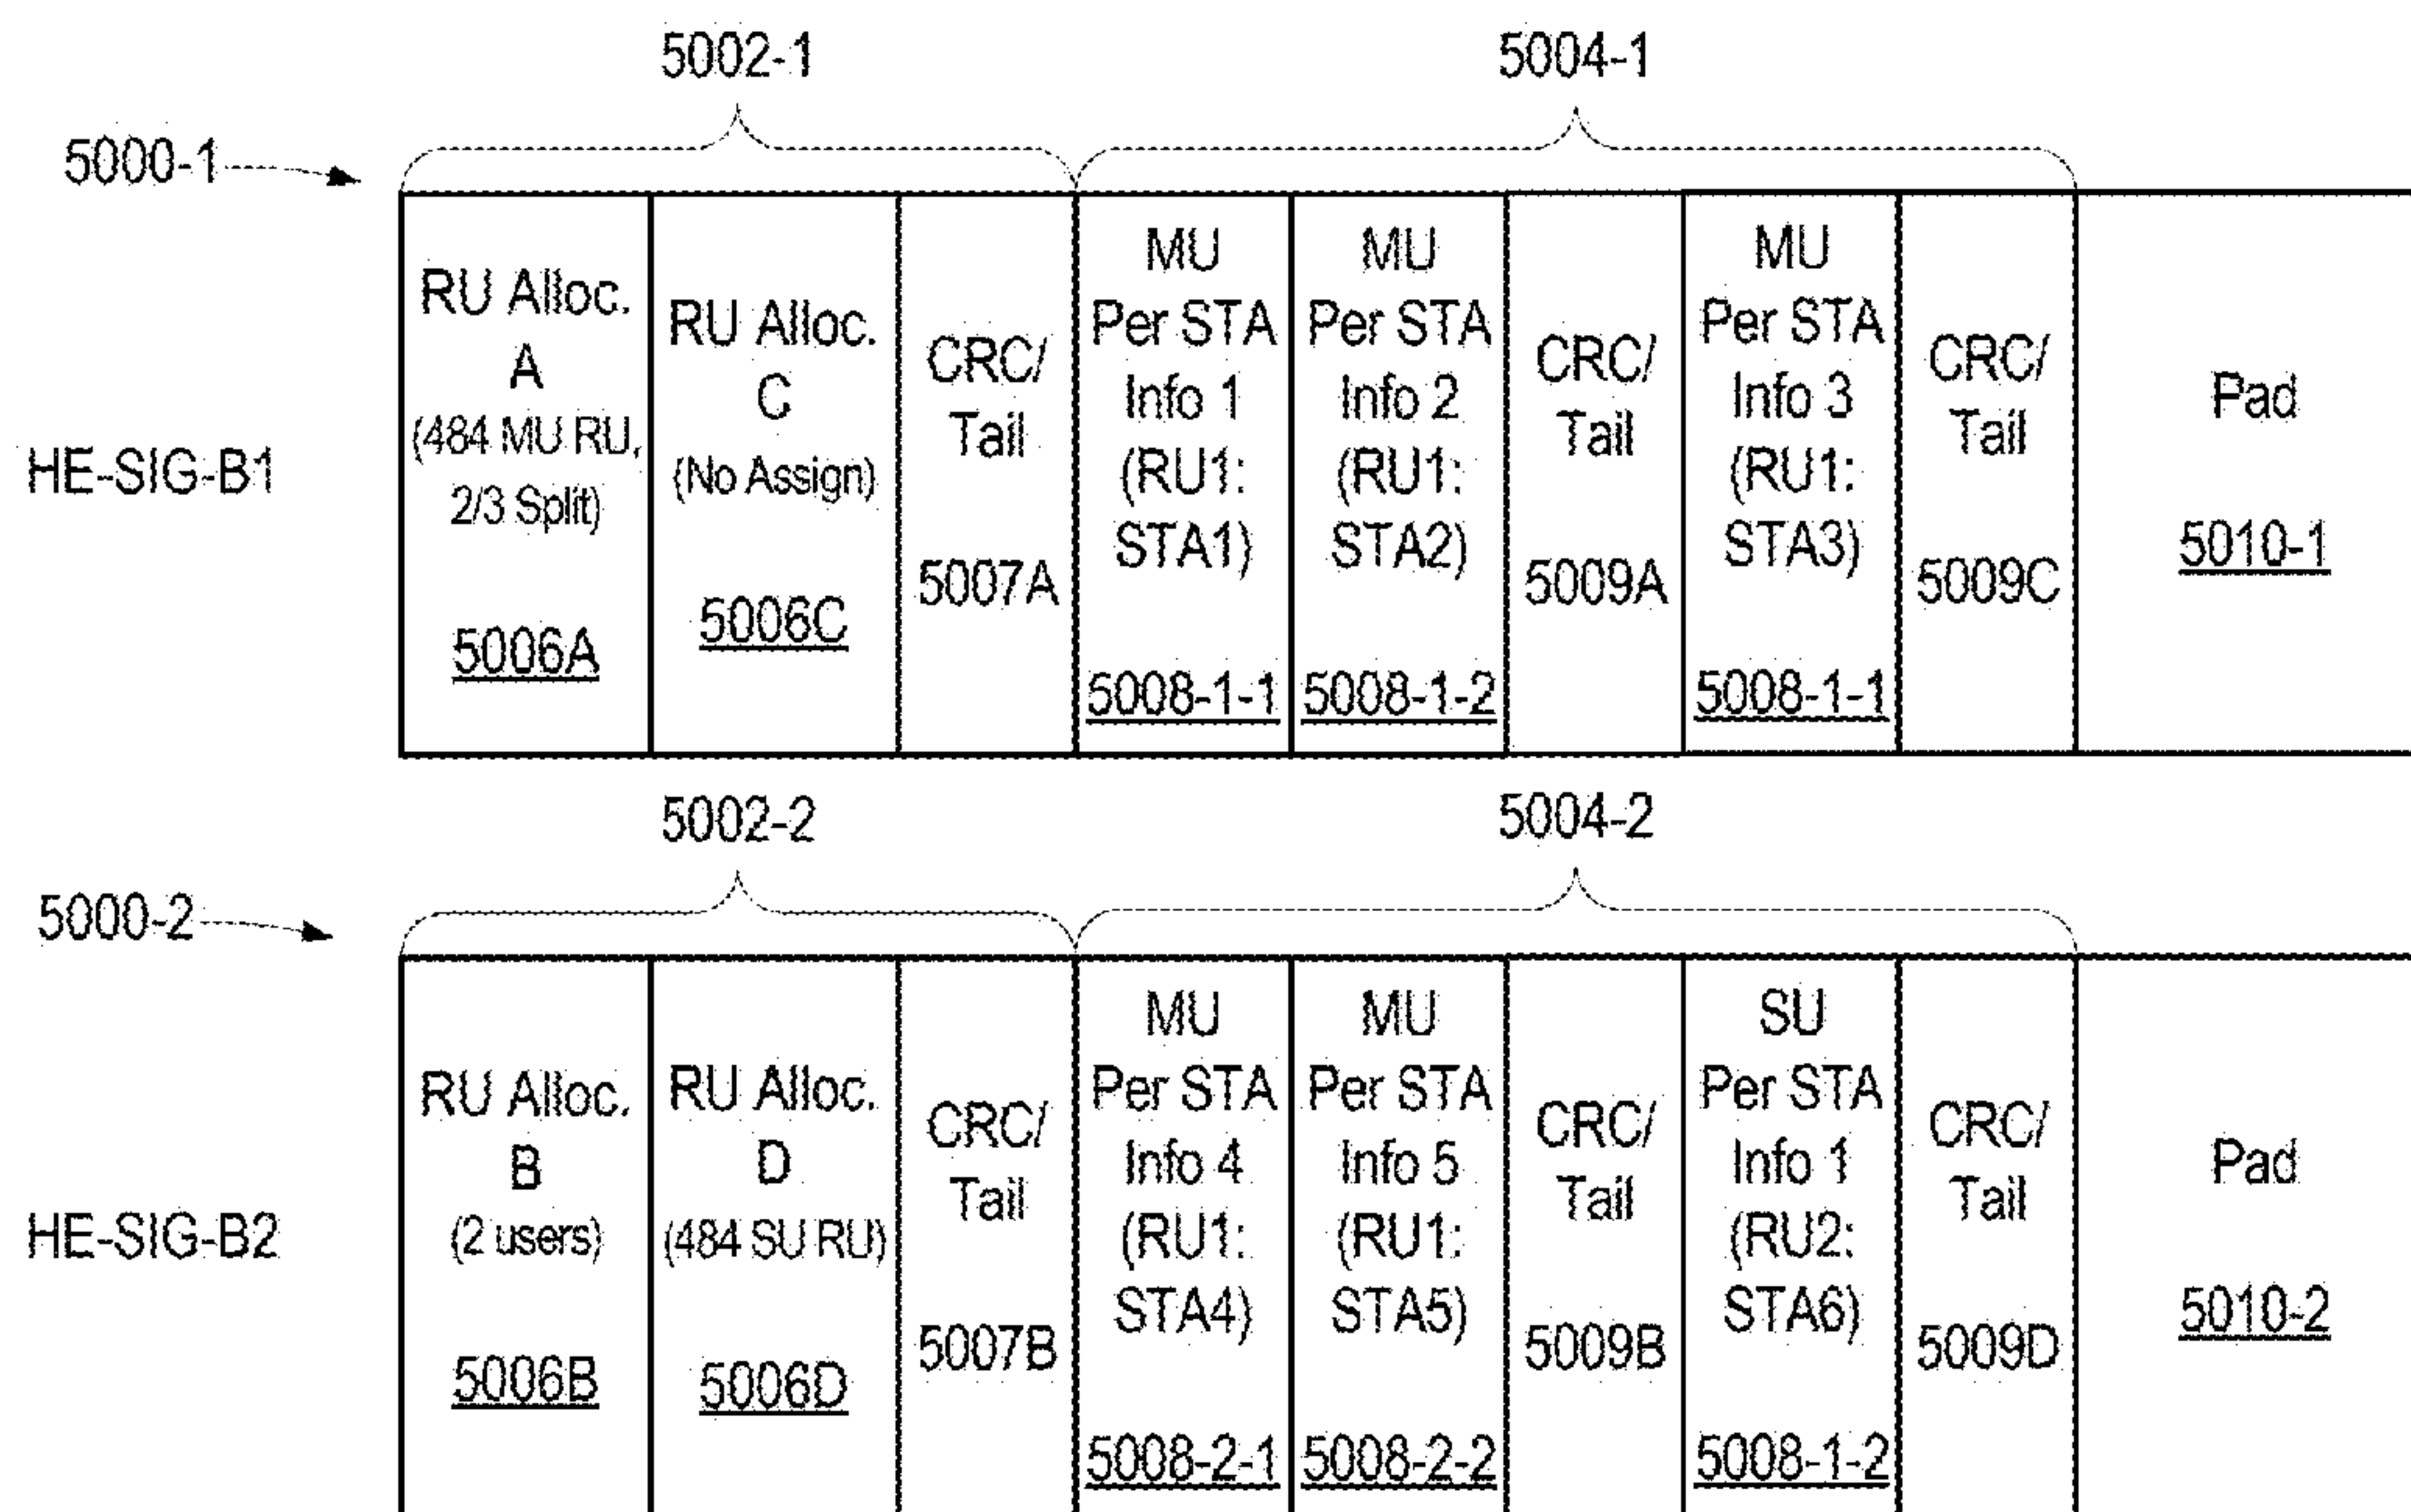 5002-1
5004-1
5000-1
HE-SIG-B1
RU Alloc.
A
(484 MU RU,
2/3 Split)
5006A
RU Alloc.
C
(No Assign)
5006C
CRC/
Tail
5007A
MU
Per STA
Info 1
(RU1:
STA1)
5008-1-1
MU
Per STA
Info 2
(RU1:
STA2)
5008-1-2
CRC/
Tail
5009A
MU
Per STA
Info 3
(RU1:
STA3)
5008-1-1
CRC/
Tail
5009C
Pad
5010-1
5002-2
5004-2
5000-2
HE-SIG-B2
RU Alloc.
B
(2 users)
5006B
RU Alloc.
D
(484 SU RU)
5006D
CRC/
Tail
5007B
MU
Per STA
Info 4
(RU1:
STA4)
5008-2-1
MU
Per STA
Info 5
(RU1:
STA5)
5008-2-2
CRC/
Tail
5009B
SU
Per STA
Info 1
(RU2:
STA6)
5008-1-2
CRC/
Tail
5009D
Pad
5010-2